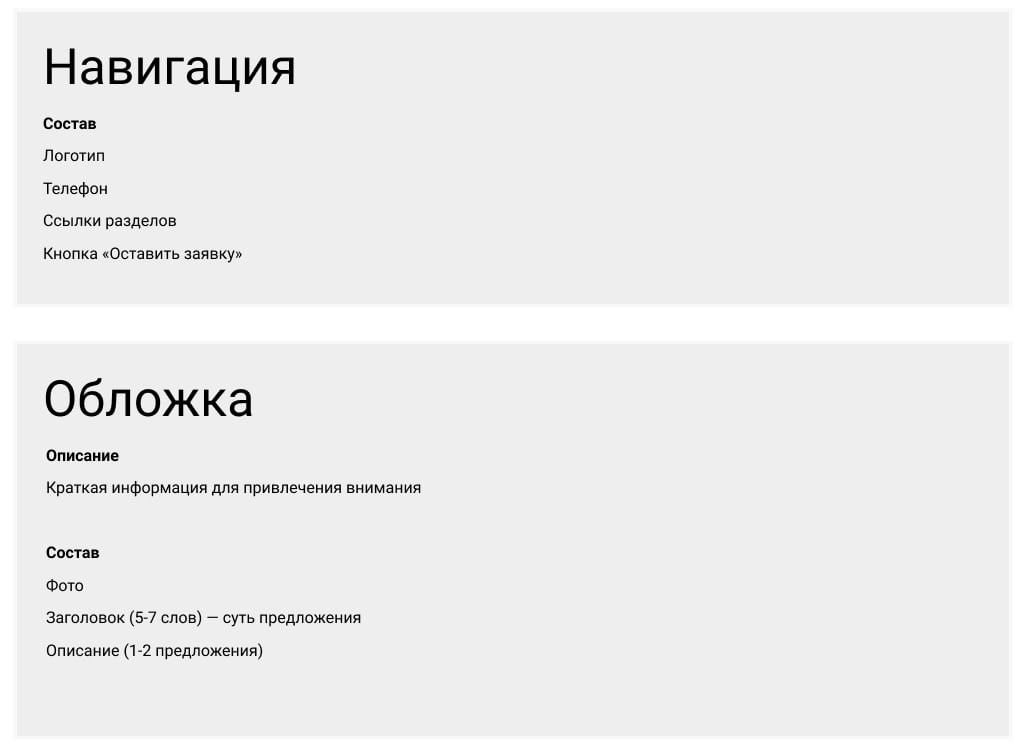 Навигация
Состав
Логотип
Телефон
Ссылки разделов
Кнопка «Оставить заявку»
Обложка
Описание
Краткая информация для привлечения внимания
Состав
Фото
Заголовок (5-7 слов) — суть предложения
Описание (1-2 предложения)